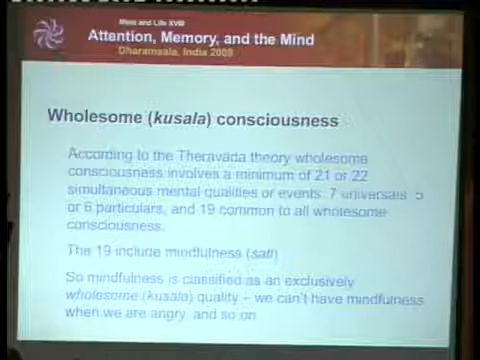 Mind and Life XVIII
Attention, Memory, and the Mind
Dharamsala, India 2009
Wholesome (kusala) consciousness
According to the Theravāda theory wholesome
consciousness involves a minimum of 21 or 22
simultaneous mental qualities or events: 7 universals, 5
or 6 particulars, and 19 common to all wholesome
consciousness.
The 19 include mindfulness (sati)
So mindfulness is classified as an exclusively
wholesome (kusala) quality – we can't have mindfulness
when we are angry, and so on